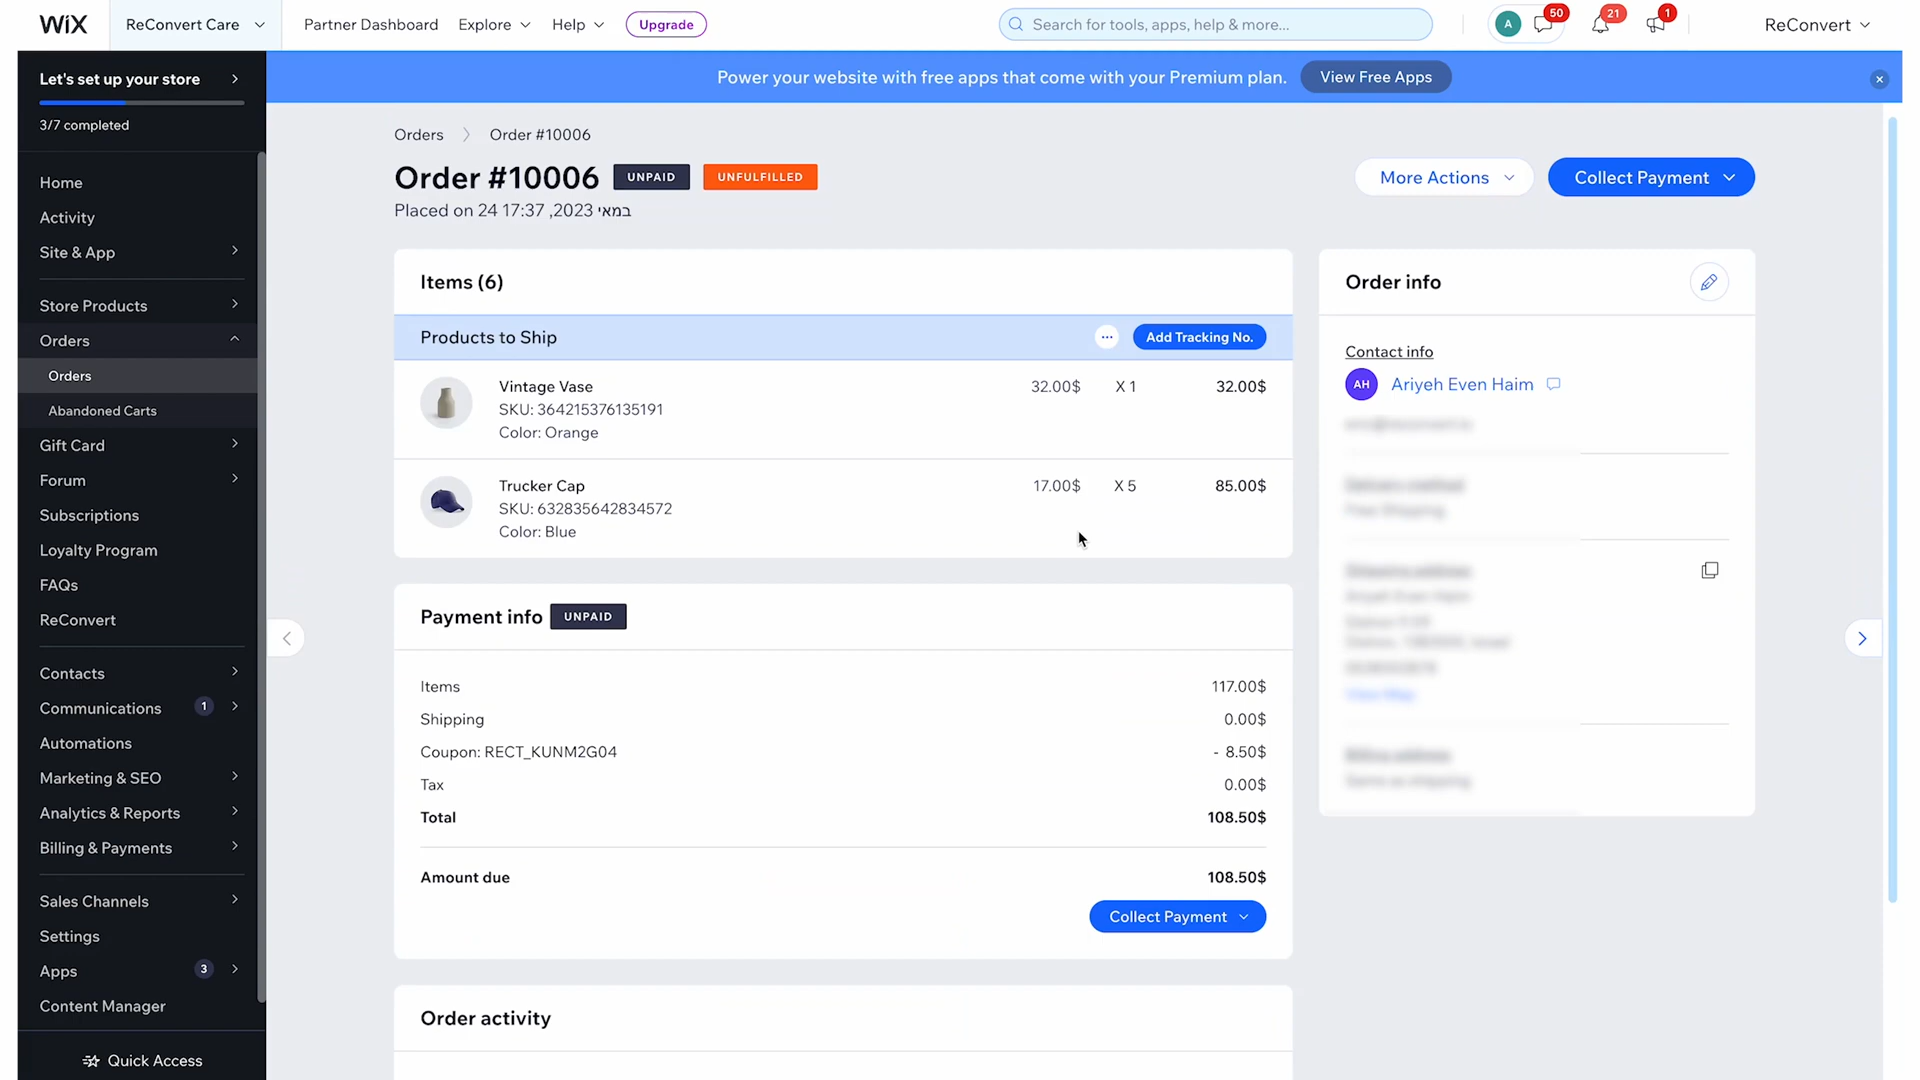 WIX
ReConvert Care
Partner Dashboard
Explore
Help
Upgrade
Search for tools, apps, help & more...
A
50
21
1
ReConvert
Let's set up your store
3/7 completed
Power your website with free apps that come with your Premium plan.
View Free Apps
Home
Activity
Site & App
Store Products
Orders
Orders
Abandoned Carts
Gift Card
Forum
Subscriptions
Loyalty Program
FAQs
ReConvert
Contacts
Communications 1
Automations
Marketing & SEO
Analytics & Reports
Billing & Payments
Sales Channels
Settings
Apps 3
Content Manager
Quick Access
Orders > Order #10006
Order #10006 UNPAID UNFULFILLED
Placed on 24 במאי 2023, 17:37
More Actions
Collect Payment
Items (6)
Products to Ship
... Add Tracking No.
Vintage Vase 32.00$ X 1 32.00$
SKU: 364215376135191
Color: Orange
Trucker Cap 17.00$ X 5 85.00$
SKU: 632835642834572
Color: Blue
Payment info UNPAID
Items 117.00$
Shipping 0.00$
Coupon: RECT_KUNM2G04 - 8.50$
Tax 0.00$
Total 108.50$
Amount due 108.50$
Collect Payment
Order activity
Order info
Contact info
AH Ariyeh Even Haim